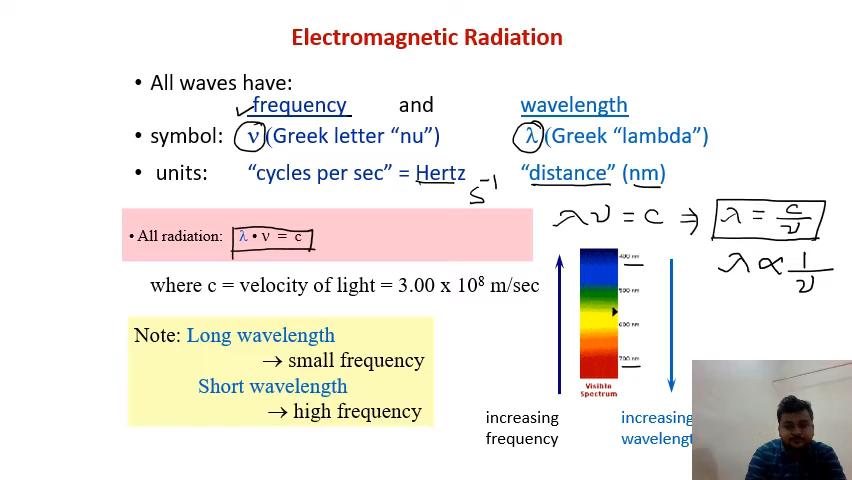 Electromagnetic Radiation
• All waves have:
frequency and wavelength
• symbol: ν (Greek letter "nu") λ (Greek "lambda")
• units: "cycles per sec" = Hertz "distance" (nm)
s⁻¹
λν = c ⇒ λ = c/ν
• All radiation: λ • ν = c
λ ∝ 1/ν
where c = velocity of light = 3.00 x 10⁸ m/sec
400 nm
500 nm
600 nm
700 nm
Visible
Spectrum
Note: Long wavelength
→ small frequency
Short wavelength
→ high frequency
increasing
frequency
increasing
wavelengt